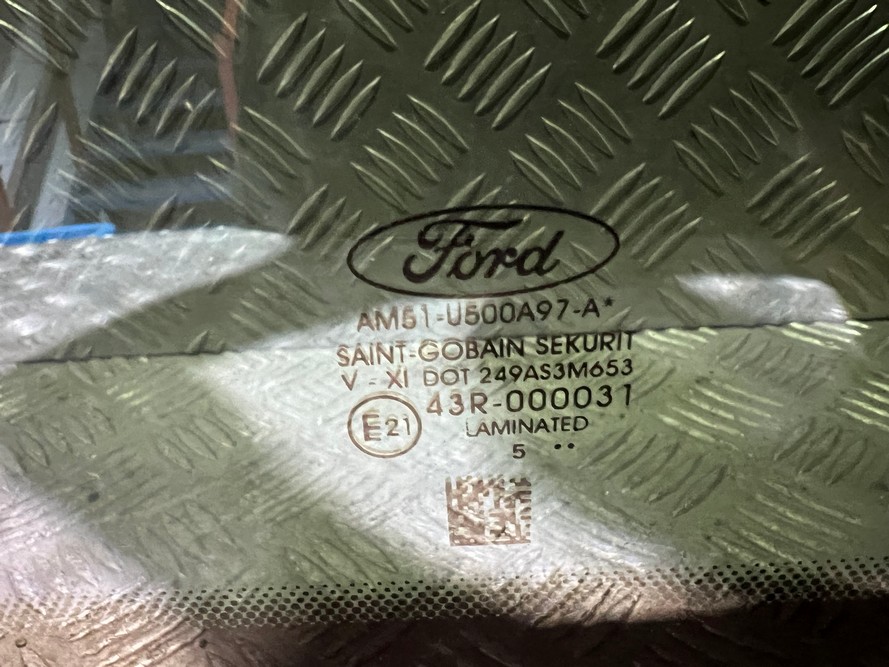 Ford
AM51-U500A97-A*
SAINT-GOBAIN SEKURIT
V - XI DOT 249AS3M653
43R-000031
E21
LAMINATED
5 ••